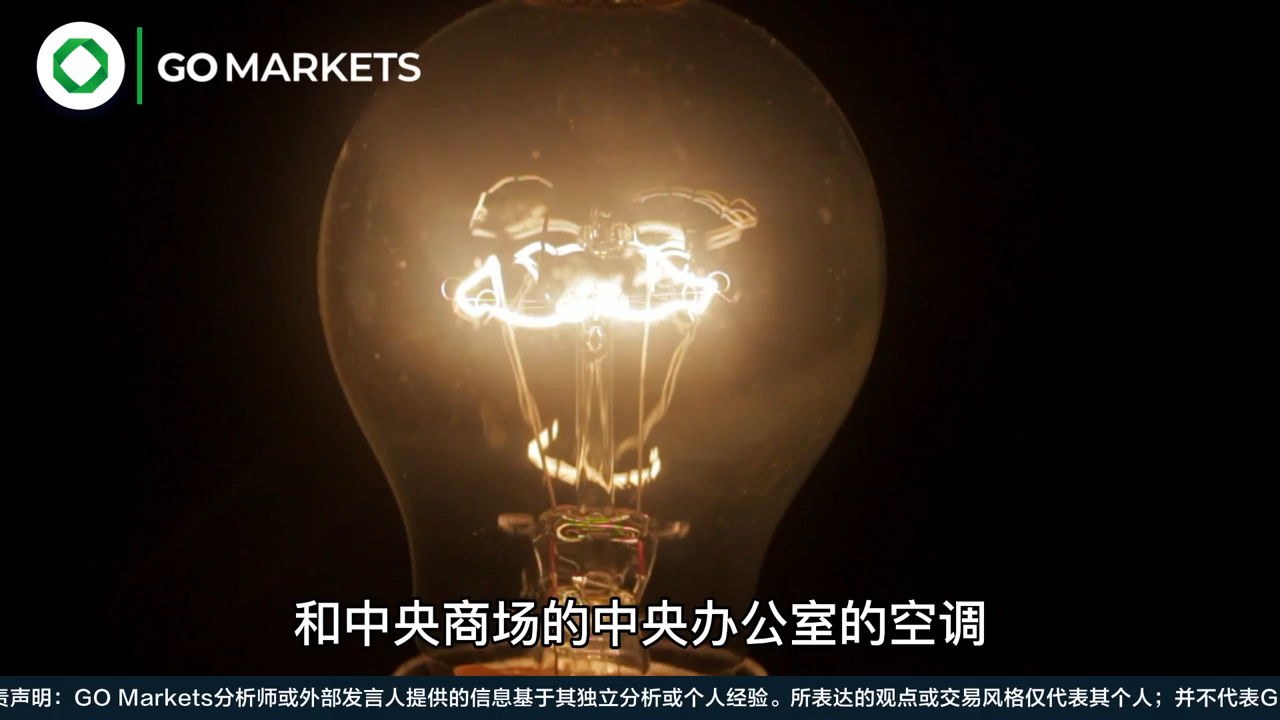 GO MARKETS
和中央商场的中央办公室的空调
责声明：GO Markets分析师或外部发言人提供的信息基于其独立分析或个人经验。所表达的观点或交易风格仅代表其个人；并不代表G